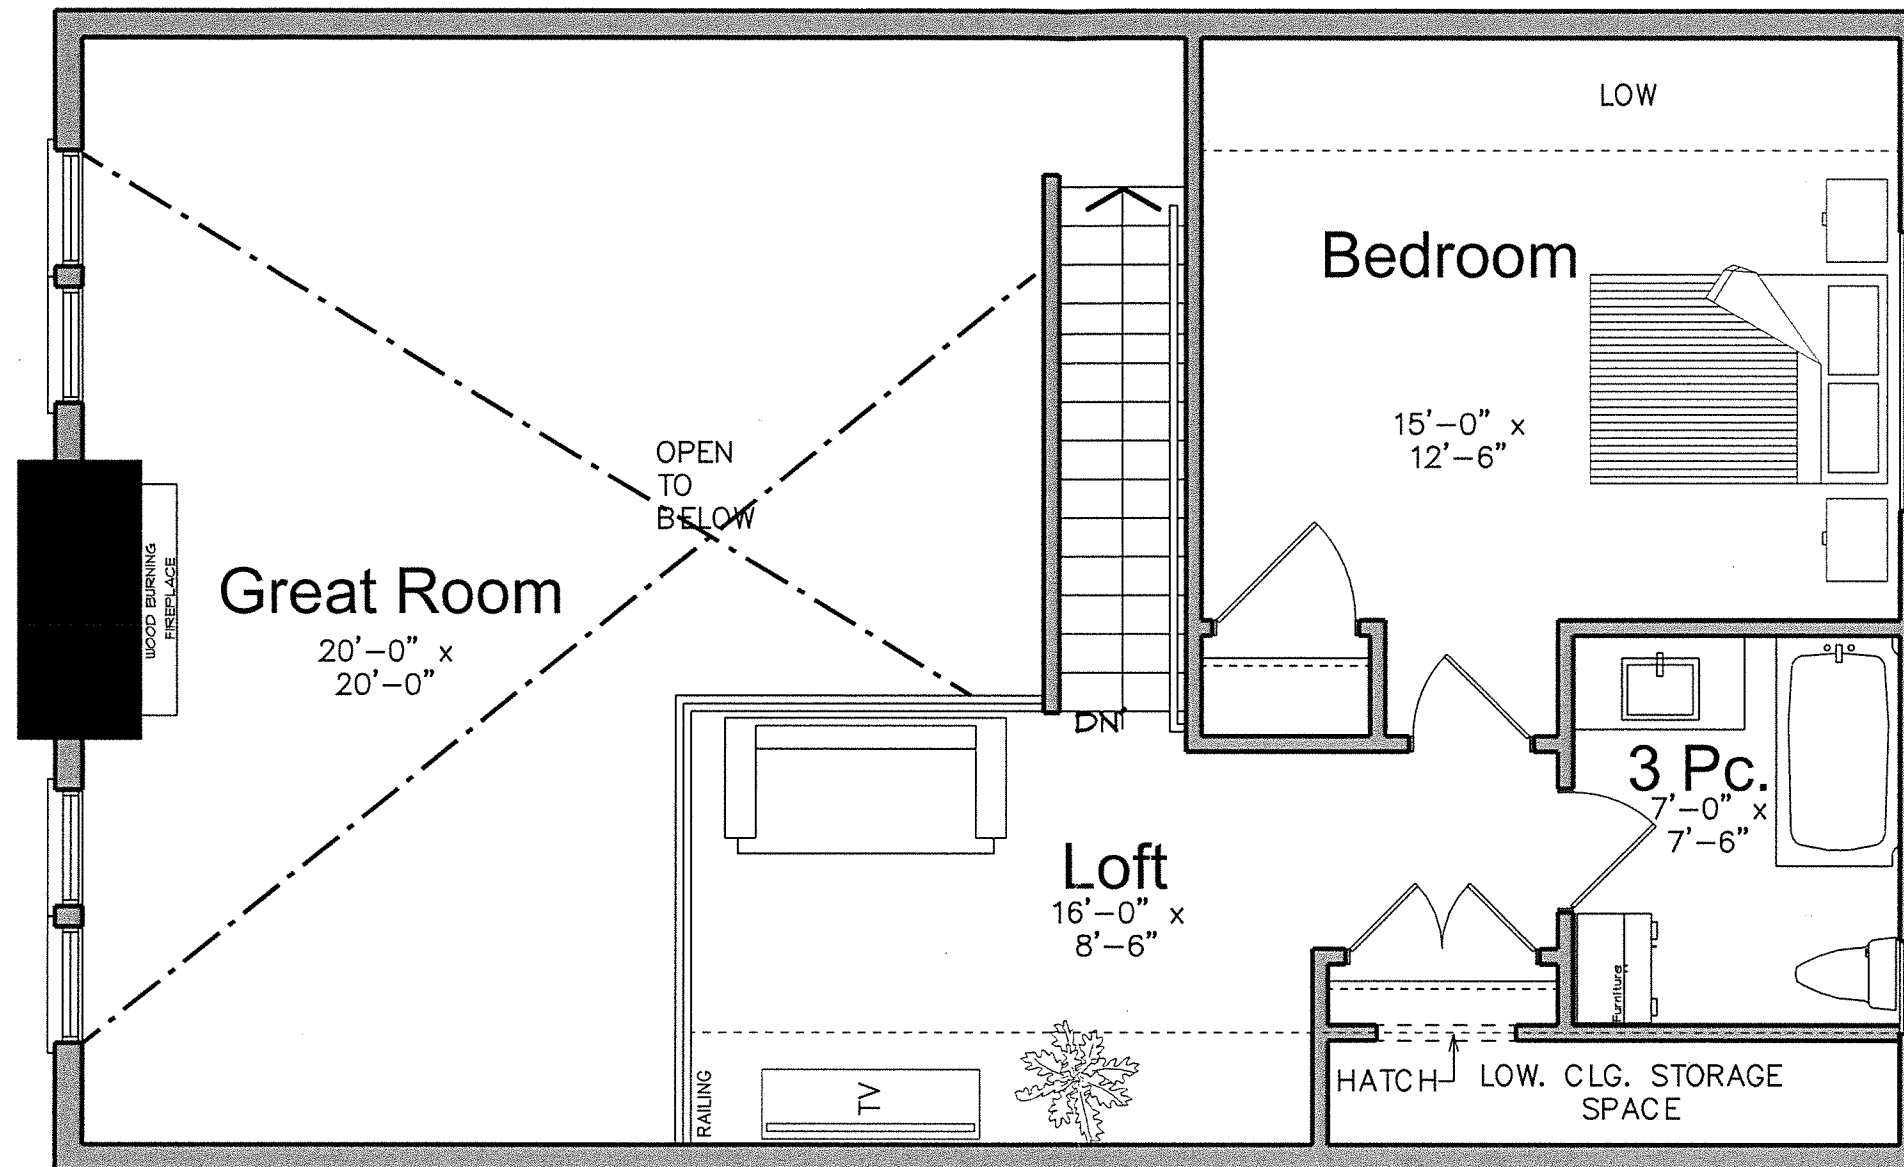 LOW
Bedroom
15'-0" x
12'-6"
OPEN
TO
BELOW
WOOD BURNING
FIREPLACE
Great Room
20'-0" x
20'-0"
DN
3 Pc.
7'-0" x
7'-6"
Loft
16'-0" x
8'-6"
Furniture
RAILING
TV
HATCH
LOW. CLG. STORAGE
SPACE